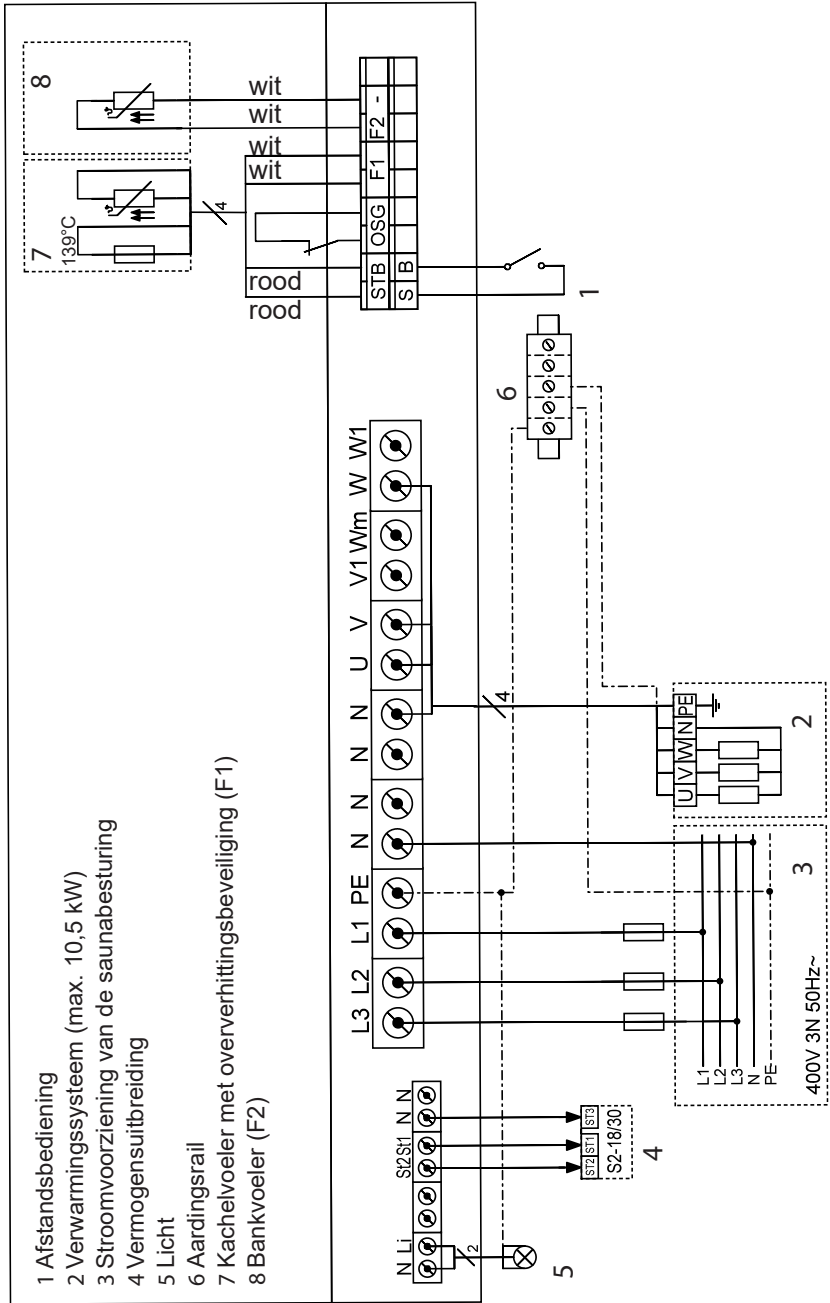 1 Afstandsbediening
2 Verwarmingssysteem (max. 10,5 kW)
3 Stroomvoorziening van de saunabesturing
4 Vermogensuitbreiding
5 Licht
6 Aardingsrail
7 Kachelvoeler met oververhittingsbeveiliging (F1)
8 Bankvoeler (F2)
N Li St2 St1 N N
L3 L2 L1 PE N N N N U V V1 Wm W W1
STB OSG F1 F2 -
S B
rood
rood
wit
wit
wit
wit
7
139°C
4
8
1
6
2
5
ST2 ST1 ST3
S2-18/30
4
4
L1
L2
L3
N
PE
400V 3N 50Hz~
3
U V W N PE
2